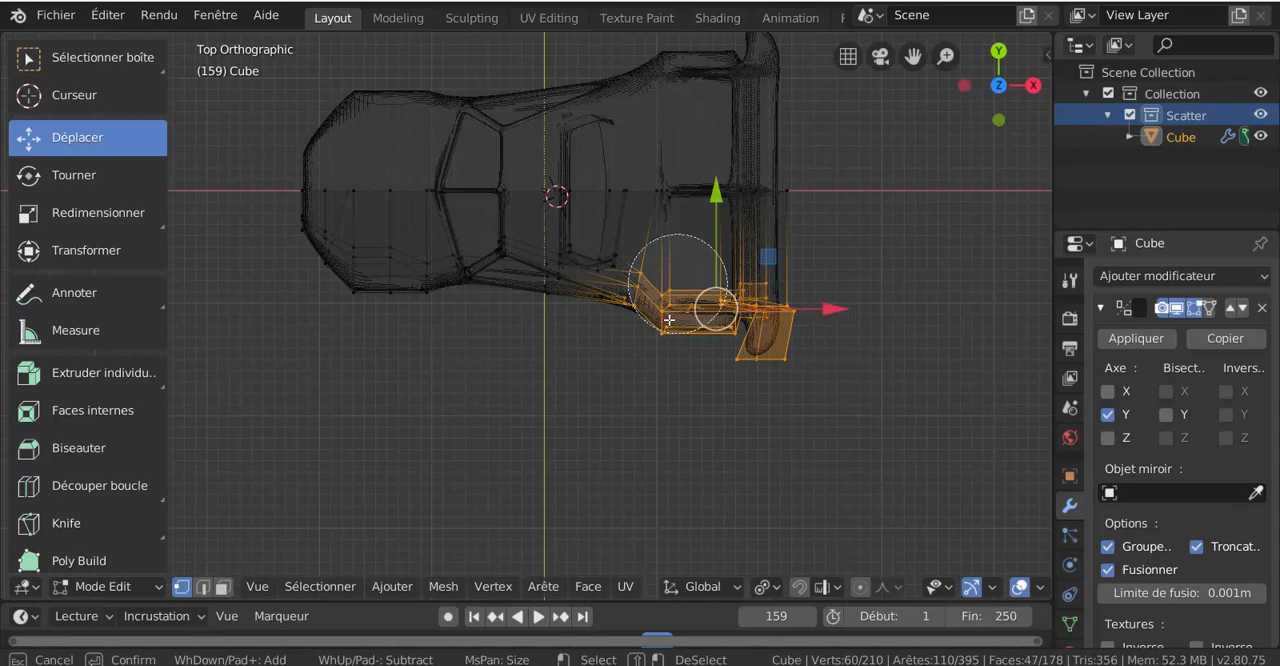 Fichier Éditer Rendu Fenêtre Aide Layout Modeling Sculpting UV Editing Texture Paint Shading Animation Scene View Layer
Sélectionner boîte
Curseur
Déplacer
Tourner
Redimensionner
Transformer
Annoter
Measure
Extruder individu..
Faces internes
Biseauter
Découper boucle
Knife
Poly Build
Top Orthographic
(159) Cube
Y
Z
X
Mode Edit Vue Sélectionner Ajouter Mesh Vertex Arête Face UV Global
Lecture Incrustation Vue Marqueur 159 Début: 1 Fin: 250
Scene Collection
Collection
Scatter
Cube
Cube
Ajouter modificateur
Appliquer Copier
Axe : Bisect.. Invers..
X X X
Y Y Y
Z Z Z
Objet miroir :
Options :
Groupe.. Troncat..
Fusionner
Limite de fusio: 0.001m
Textures :
Esc Cancel Confirm WhDown/Pad+: Add WhUp/Pad-: Subtract MsPan: Size Select DeSelect Cube | Verts:60/210 | Arêtes:110/395 | Faces:47/178 | Tris:356 | Mem: 52.3 MB | v2.80.75